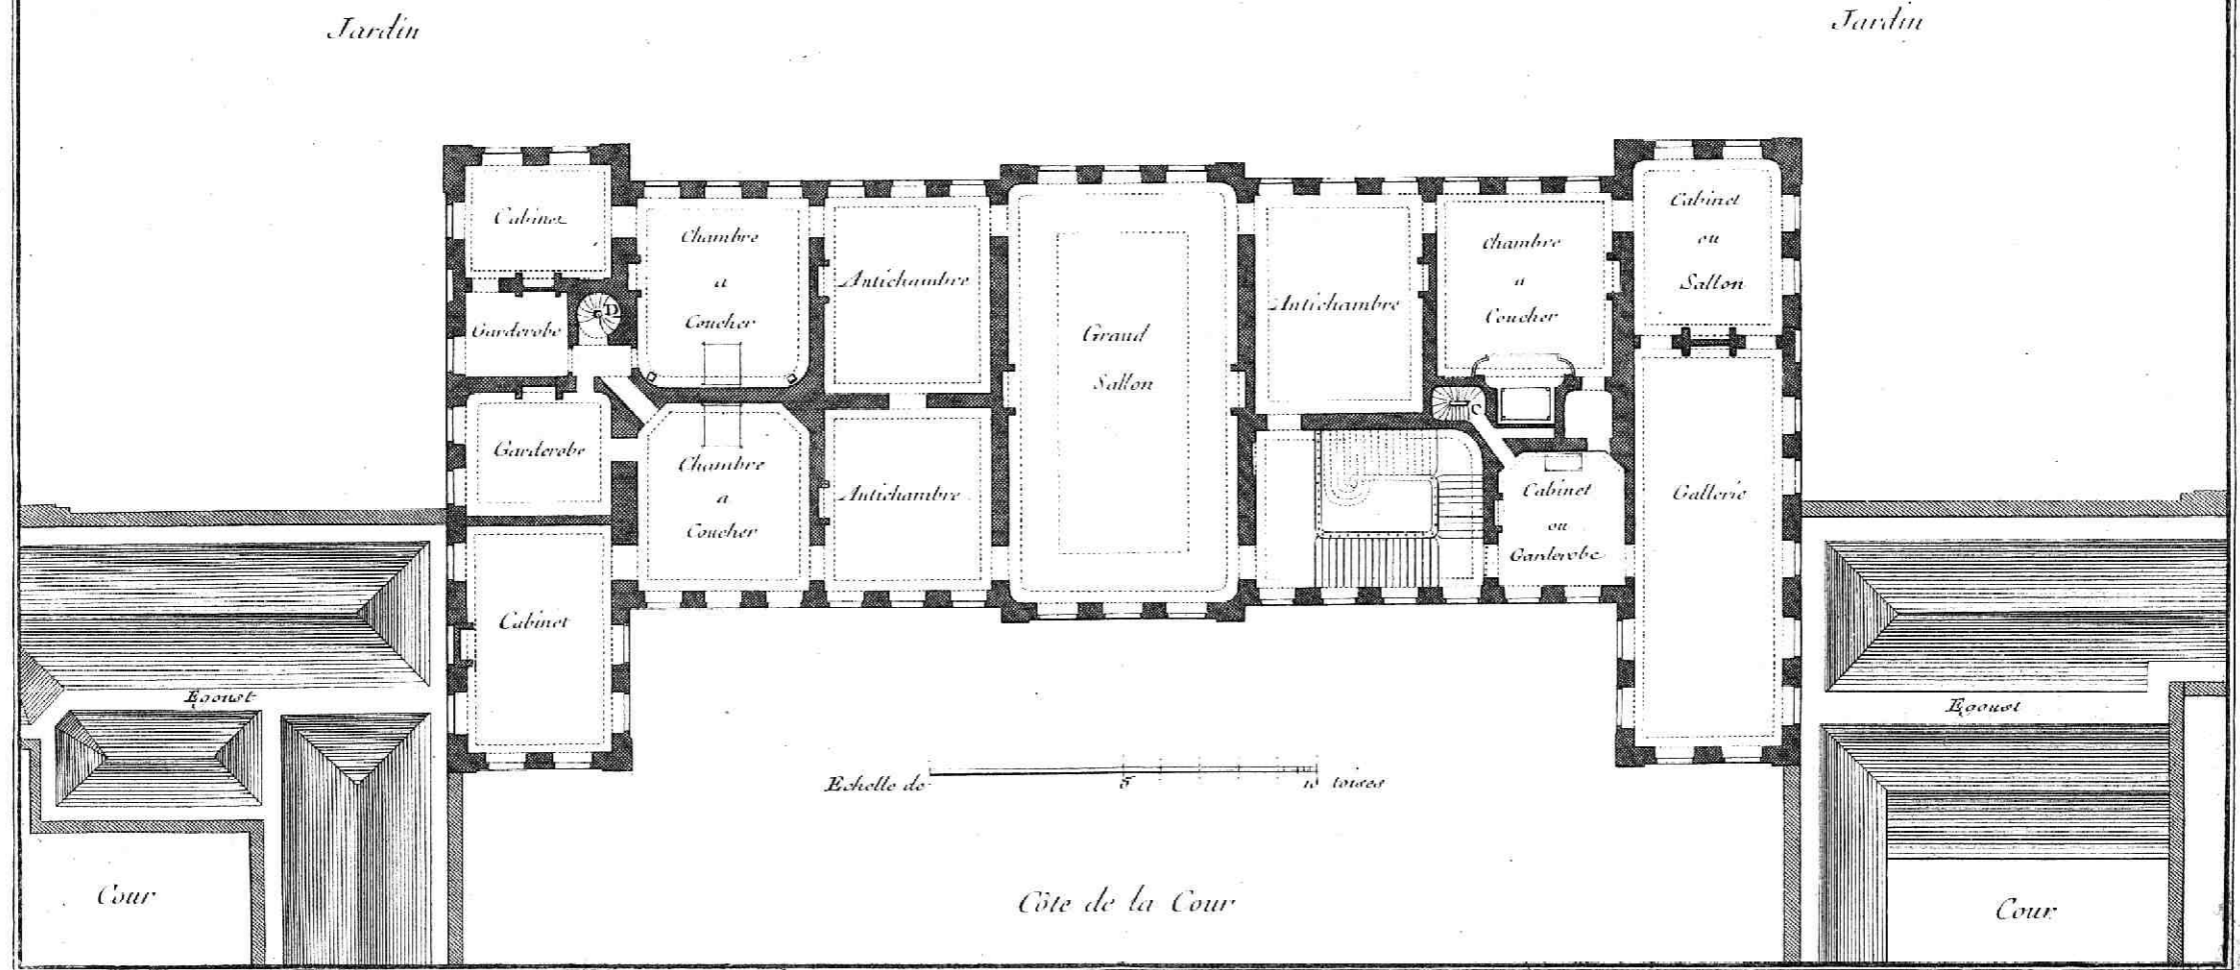 Jardin
Jardin
Cabinet
Chambre
a
Coucher
Antichambre
Grand
Sallon
Antichambre
Chambre
a
Coucher
Cabinet
ou
Sallon
Garderobe
D
Garderobe
Chambre
a
Coucher
Antichambre
C
Cabinet
ou
Garderobe
Gallerie
Cabinet
Egoust
Egoust
Echelle de 5 10 toises
Cour
Côte de la Cour
Cour